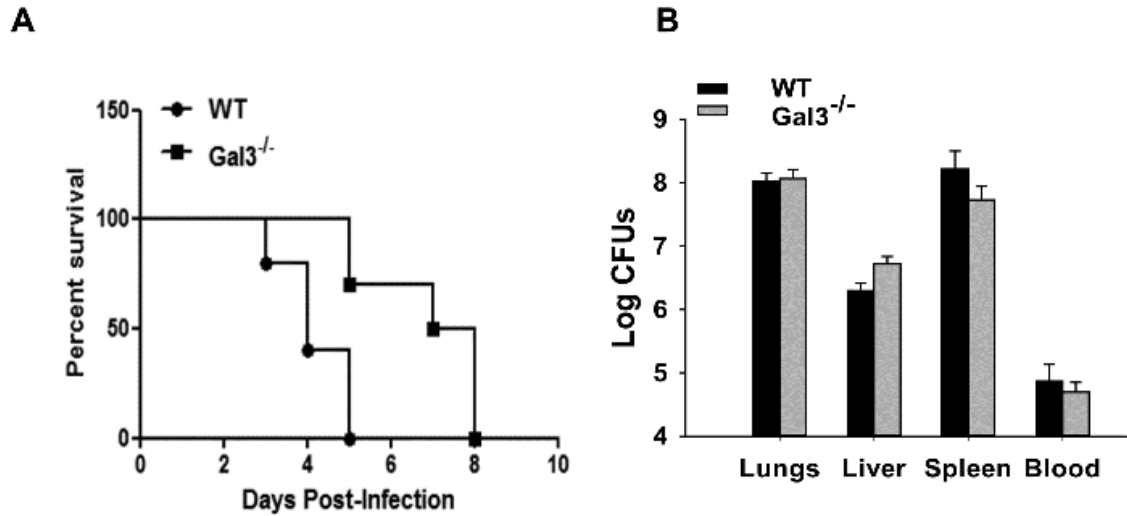 A
WT
Gal3-/-
150
100
50
0
Percent survival
0 2 4 6 8 10
Days Post-Infection
B
WT
Gal3-/-
9
8
7
6
5
4
Log CFUs
Lungs Liver Spleen Blood